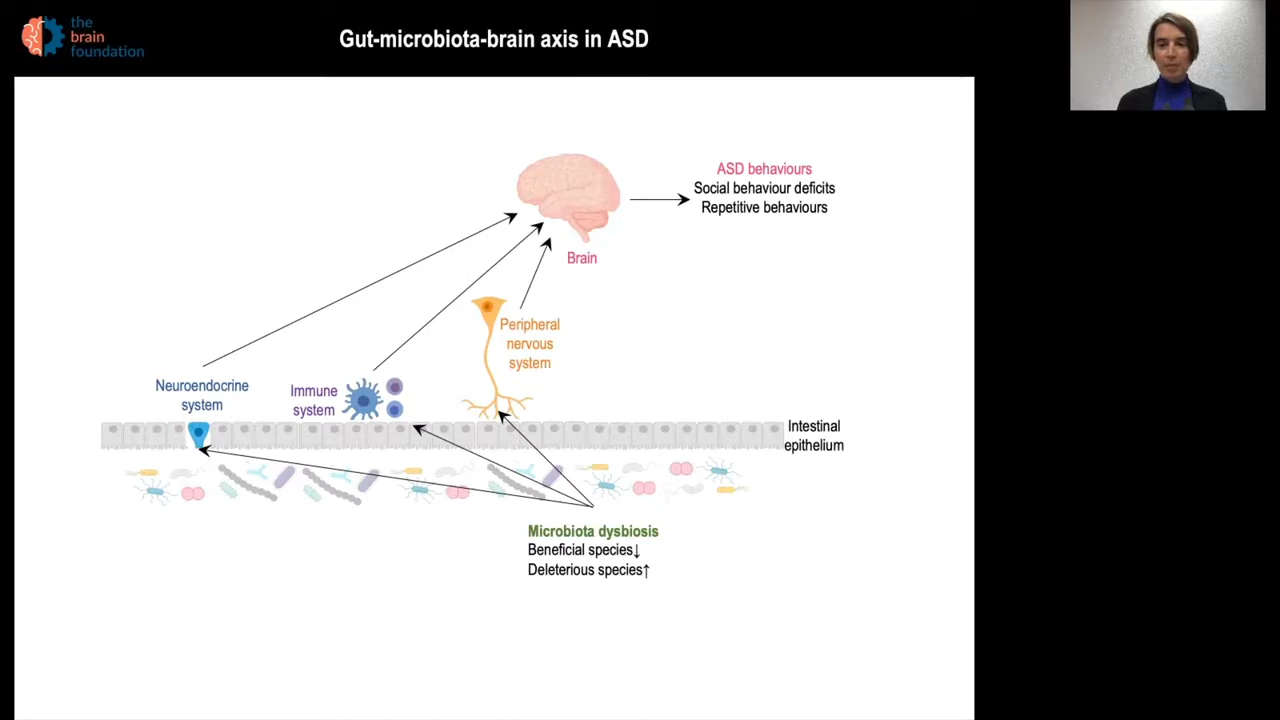 the
brain
foundation
Gut-microbiota-brain axis in ASD
ASD behaviours
Social behaviour deficits
Repetitive behaviours
Brain
Peripheral
nervous
system
Neuroendocrine
system
Immune
system
Intestinal
epithelium
Microbiota dysbiosis
Beneficial species↓
Deleterious species↑